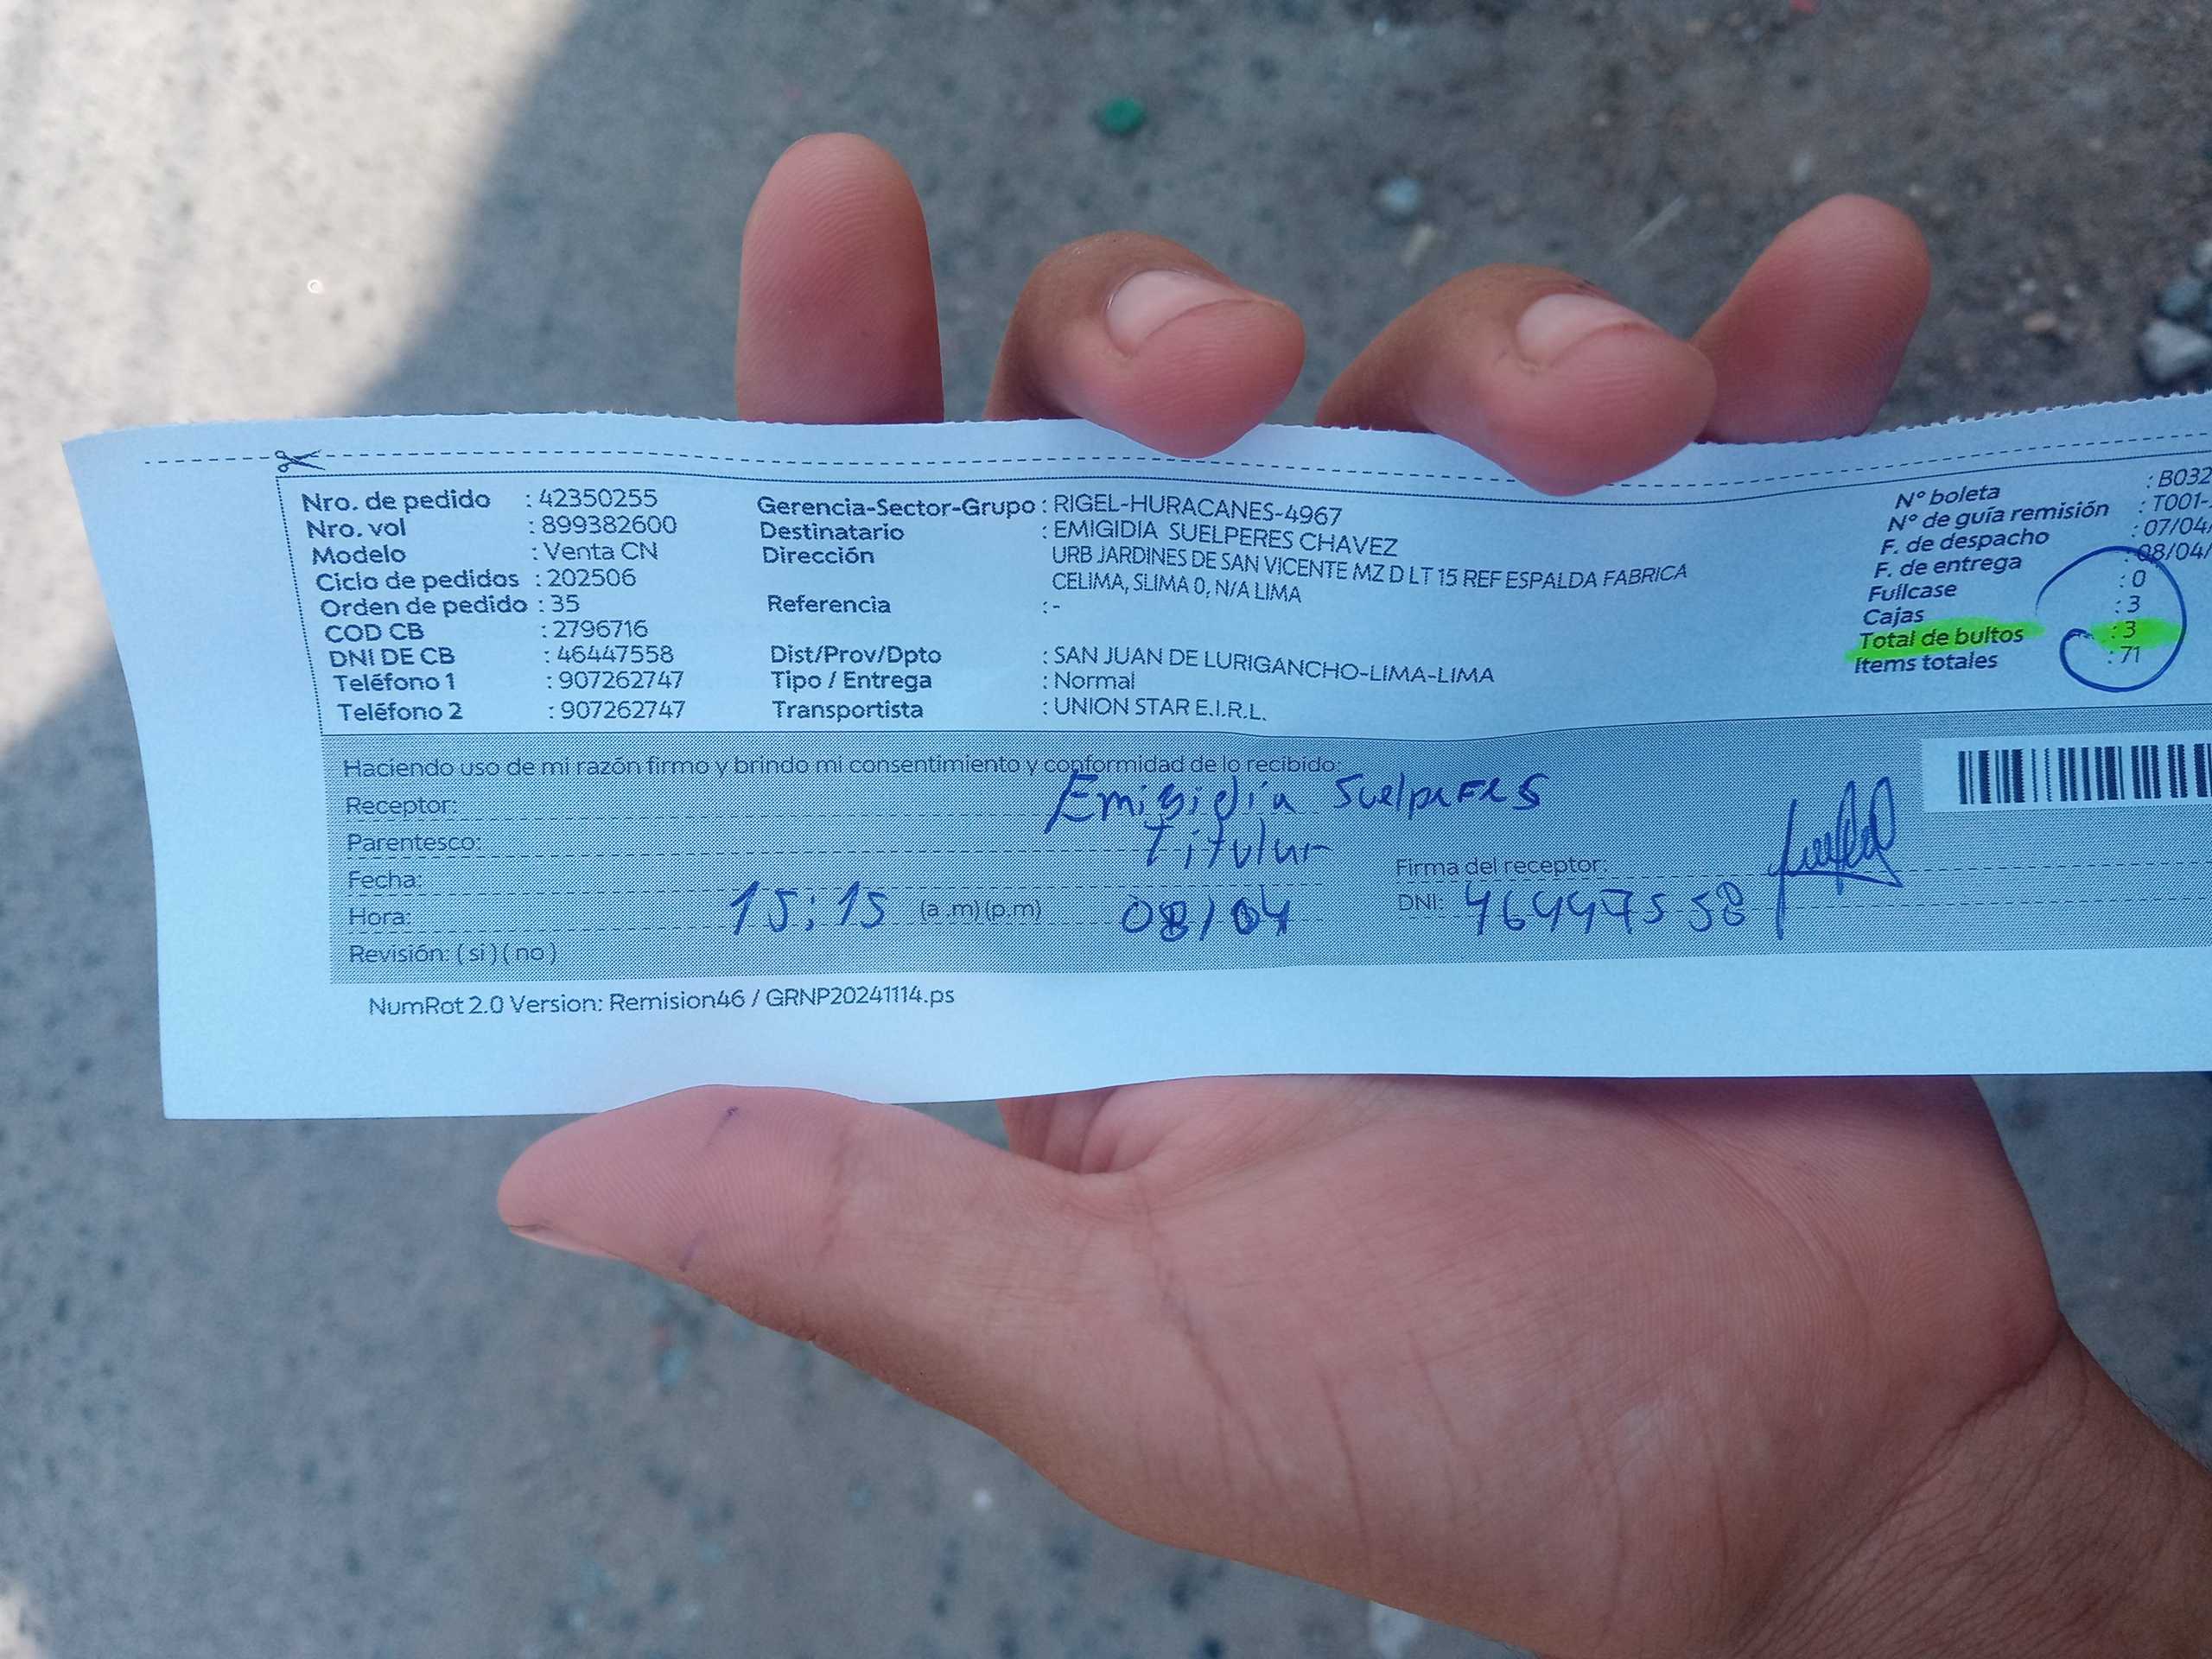 Nro. de pedido : 42350255
Nro. vol : 899382600
Modelo : Venta CN
Ciclo de pedidos : 202506
Orden de pedido : 35
COD CB : 2796716
DNI DE CB : 46447558
Teléfono 1 : 907262747
Teléfono 2 : 907262747
Gerencia-Sector-Grupo : RIGEL-HURACANES-4967
Destinatario : EMIGIDIA SUELPERES CHAVEZ
Dirección URB JARDINES DE SAN VICENTE MZ D LT 15 REF ESPALDA FABRICA
CELIMA, SLIMA 0, N/A LIMA
Referencia : -
Dist/Prov/Dpto : SAN JUAN DE LURIGANCHO-LIMA-LIMA
Tipo / Entrega : Normal
Transportista : UNION STAR E.I.R.L.
N° boleta : B032
N° de guía remisión : T001-
F. de despacho : 07/04/
F. de entrega : 08/04/
Fullcase : 0
Cajas : 3
Total de bultos : 3
Items totales : 71
Haciendo uso de mi razón firmo y brindo mi consentimiento y conformidad de lo recibido:
Receptor: Emigidia Suelperes
Parentesco: Titular
Fecha:
Firma del receptor:
Hora: 15:15 (a .m) (p.m) 08/04
DNI: 46447558
Revisión: ( si ) ( no )
NumRot 2.0 Version: Remision46 / GRNP20241114.ps